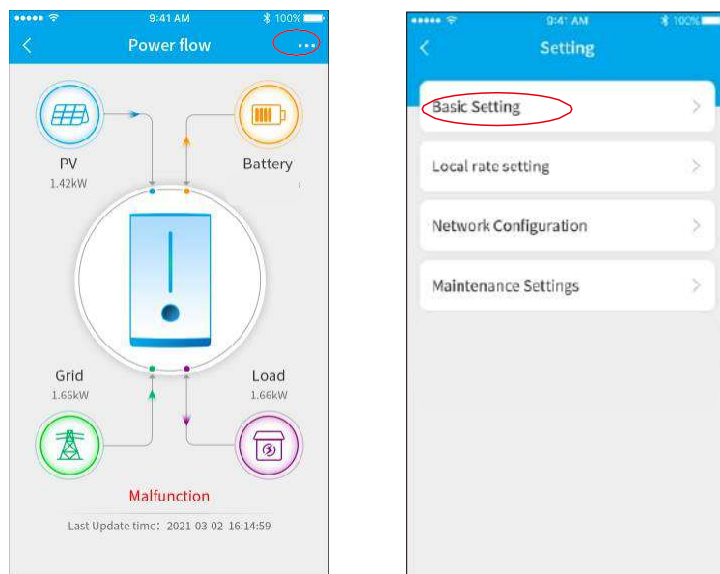 9:41 AM
100%
Power flow
...
PV
1.42kW
Battery
Grid
1.65kW
Load
1.66kW
Malfunction
Last Update time: 2021 03 02 16 14:59
9:41 AM
100%
Setting
Basic Setting
Local rate setting
Network Configuration
Maintenance Settings